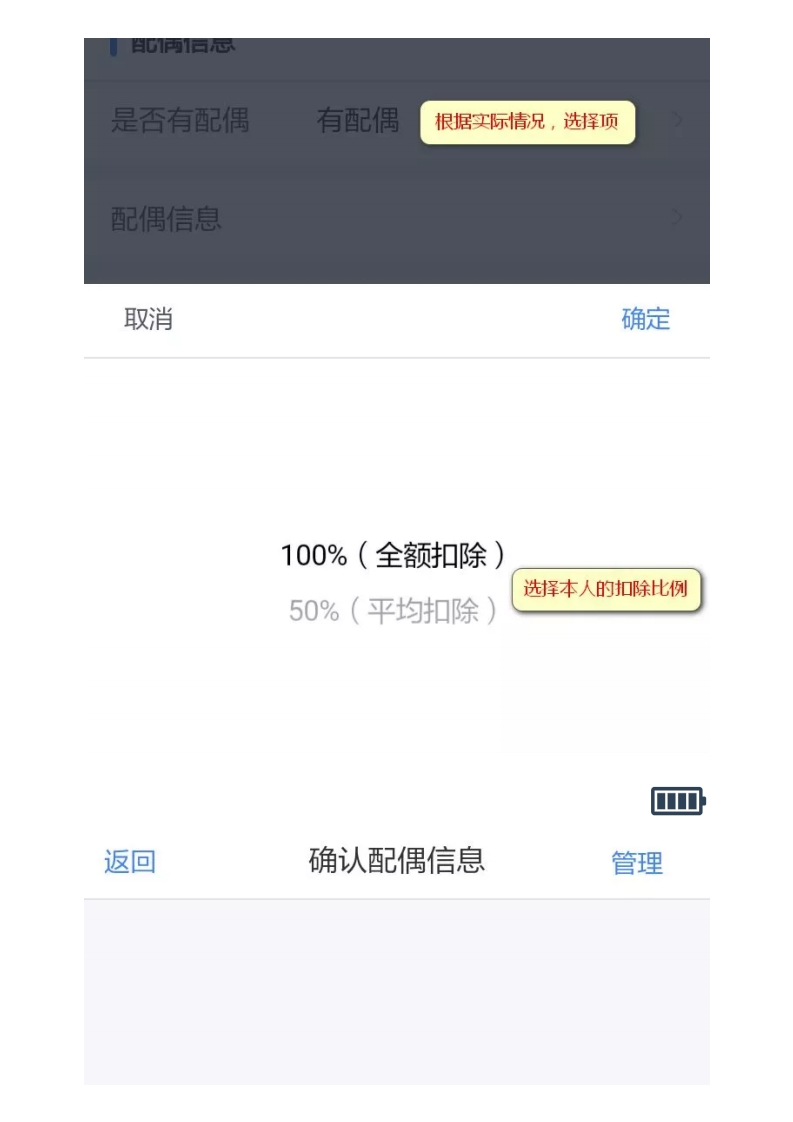 配偶信息
是否有配偶 有配偶 根据实际情况，选择项
配偶信息
取消 确定
100%（全额扣除）
选择本人的扣除比例
50%（平均扣除）
返回 确认配偶信息 管理